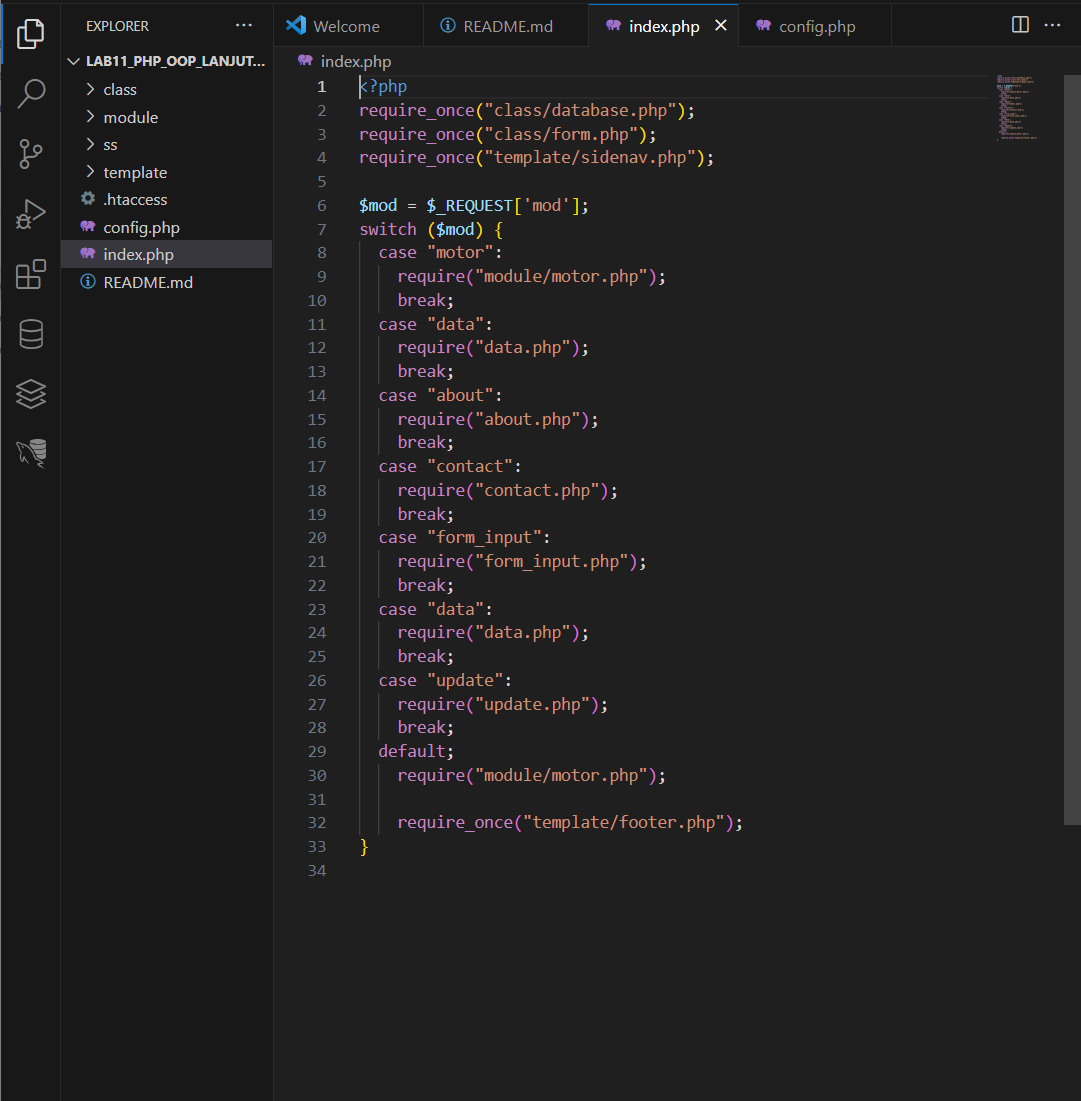 EXPLORER
LAB11_PHP_OOP_LANJUT...
class
module
ss
template
.htaccess
config.php
index.php
README.md
Welcome
README.md
index.php
config.php
index.php
1 <?php
2 require_once("class/database.php");
3 require_once("class/form.php");
4 require_once("template/sidenav.php");
5
6 $mod = $_REQUEST['mod'];
7 switch ($mod) {
8   case "motor":
9     require("module/motor.php");
10     break;
11   case "data":
12     require("data.php");
13     break;
14   case "about":
15     require("about.php");
16     break;
17   case "contact":
18     require("contact.php");
19     break;
20   case "form_input":
21     require("form_input.php");
22     break;
23   case "data":
24     require("data.php");
25     break;
26   case "update":
27     require("update.php");
28     break;
29   default;
30     require("module/motor.php");
31
32     require_once("template/footer.php");
33 }
34